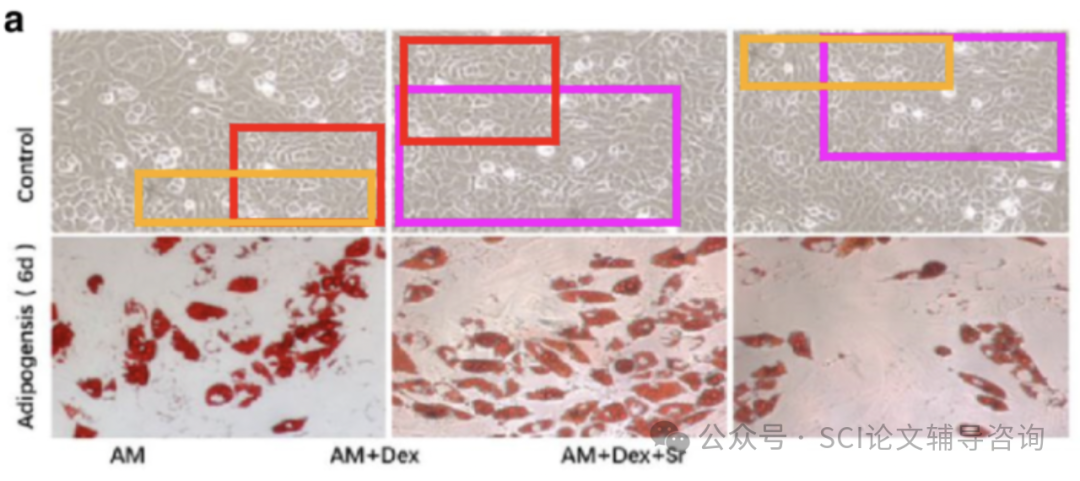 a
Control
Adipogensis ( 6d )
公众号 · SCI论文辅导咨询
AM AM+Dex AM+Dex+Sr